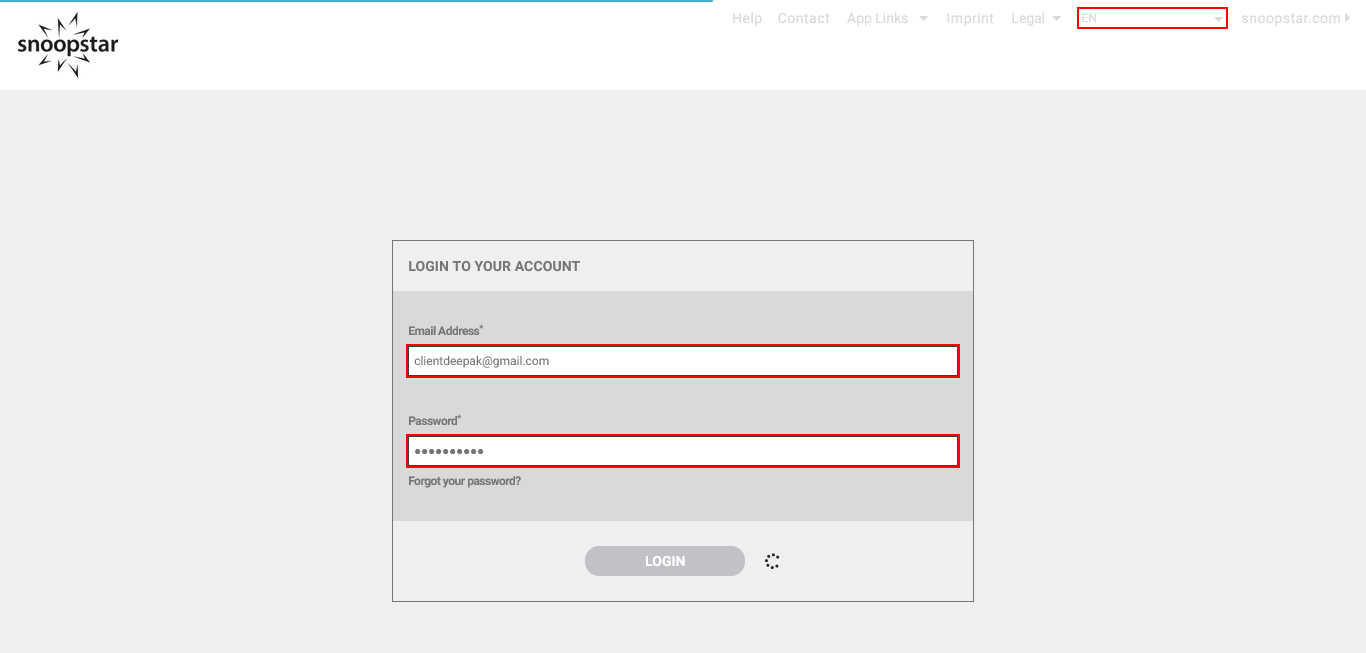 snoopstar
Help Contact App Links Imprint Legal EN snoopstar.com
LOGIN TO YOUR ACCOUNT
Email Address*
clientdeepak@gmail.com
Password*
••••••••••
Forgot your password?
LOGIN